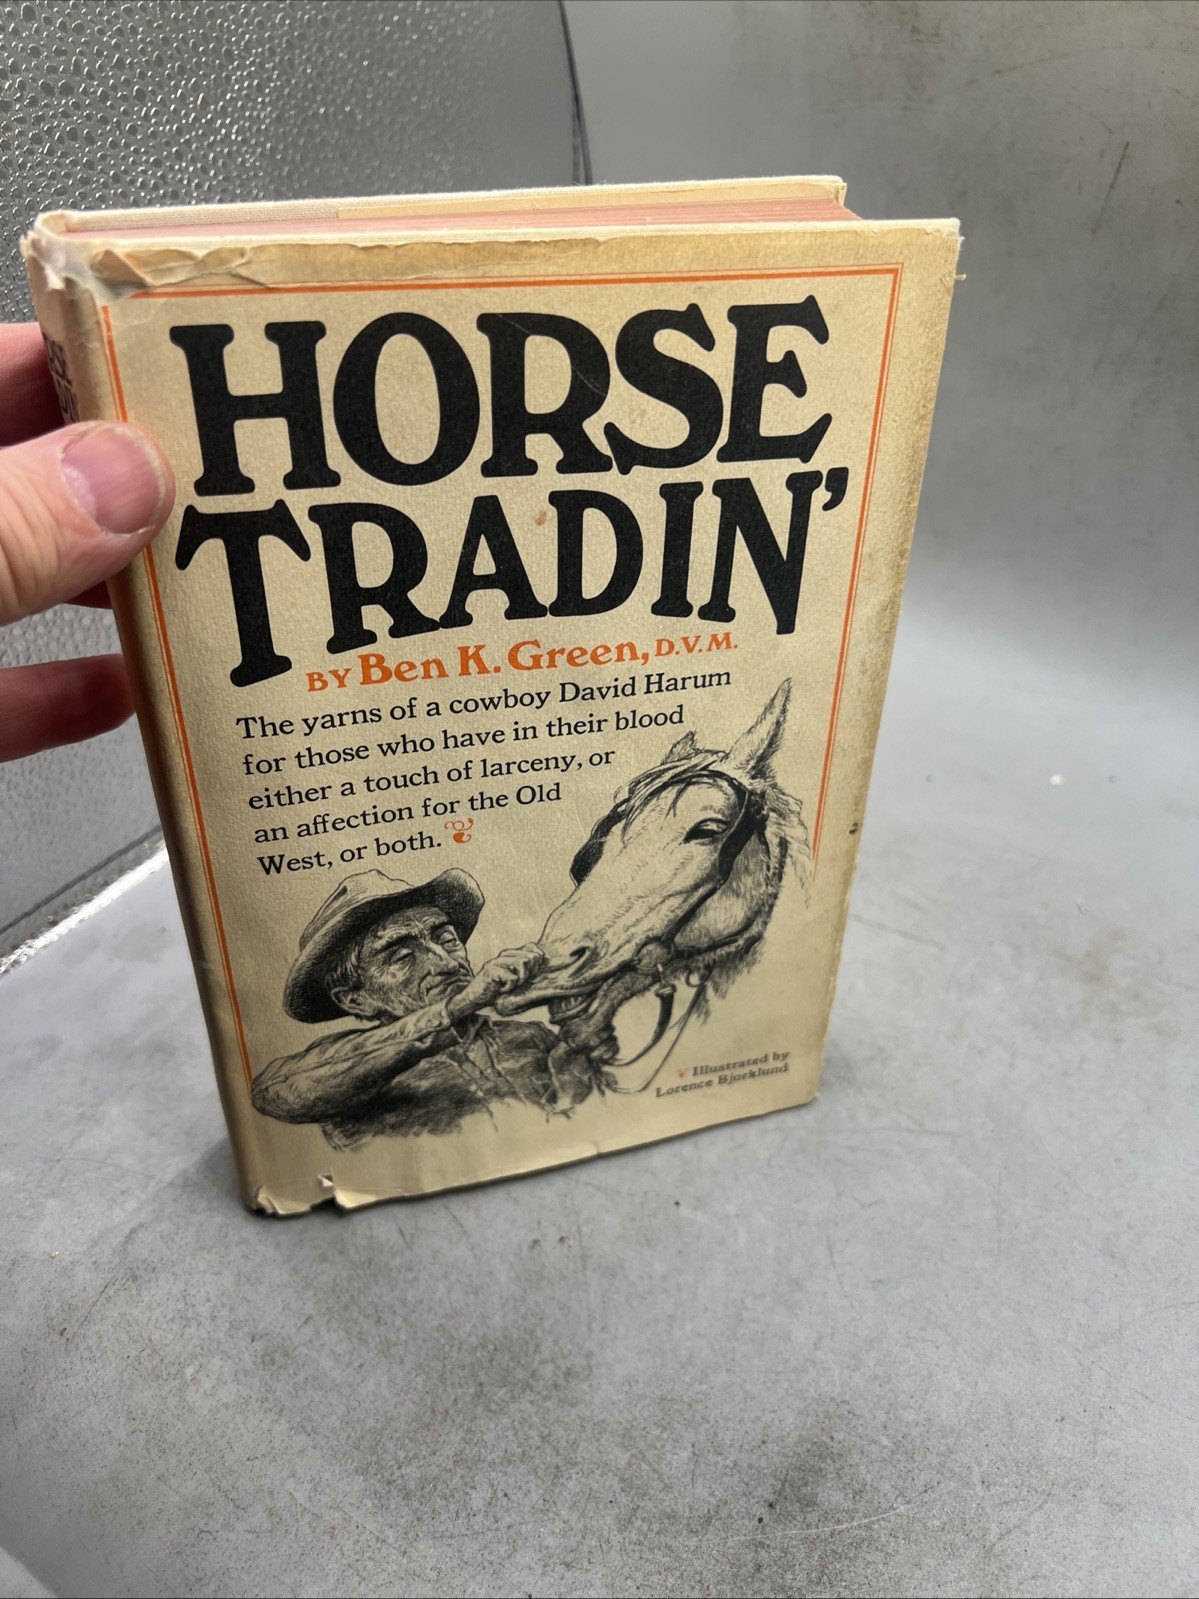 HORSE
TRADIN'
BY Ben K. Green, D.V.M.
The yarns of a cowboy David Harum
for those who have in their blood
either a touch of larceny, or
an affection for the Old
West, or both.
Illustrated by
Lorence Bjorklund